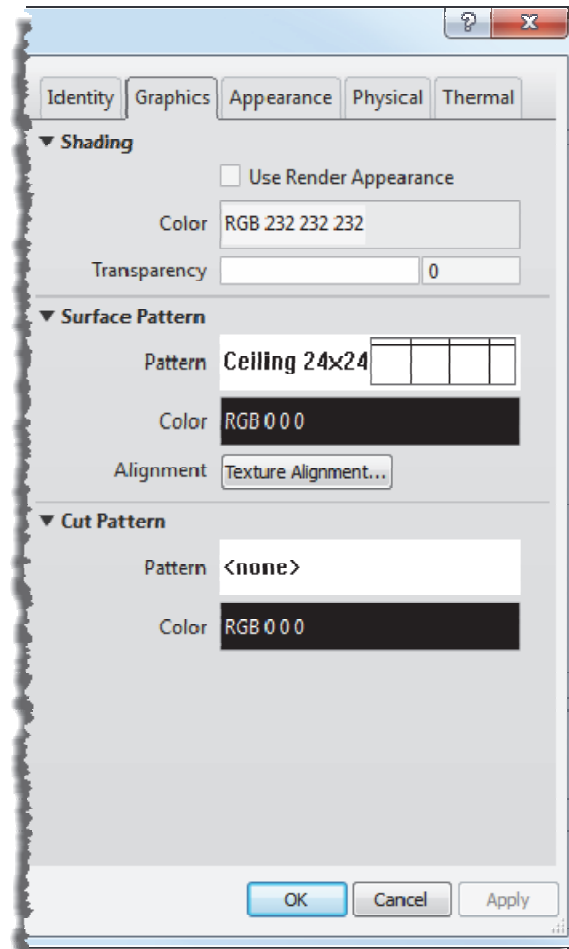 Identity Graphics Appearance Physical Thermal
Shading
Use Render Appearance
Color RGB 232 232 232
Transparency 0
Surface Pattern
Pattern Ceiling 24x24
Color RGB 0 0 0
Alignment Texture Alignment...
Cut Pattern
Pattern <none>
Color RGB 0 0 0
OK Cancel Apply